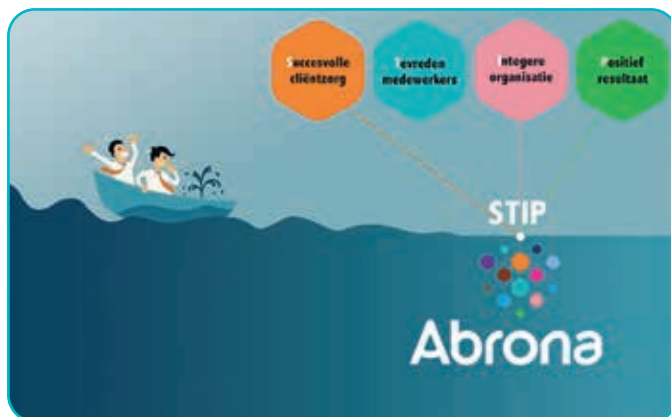 Succesvolle
cliëntzorg
Tevreden
medewerkers
Integere
organisatie
Positief
resultaat
STIP
Abrona